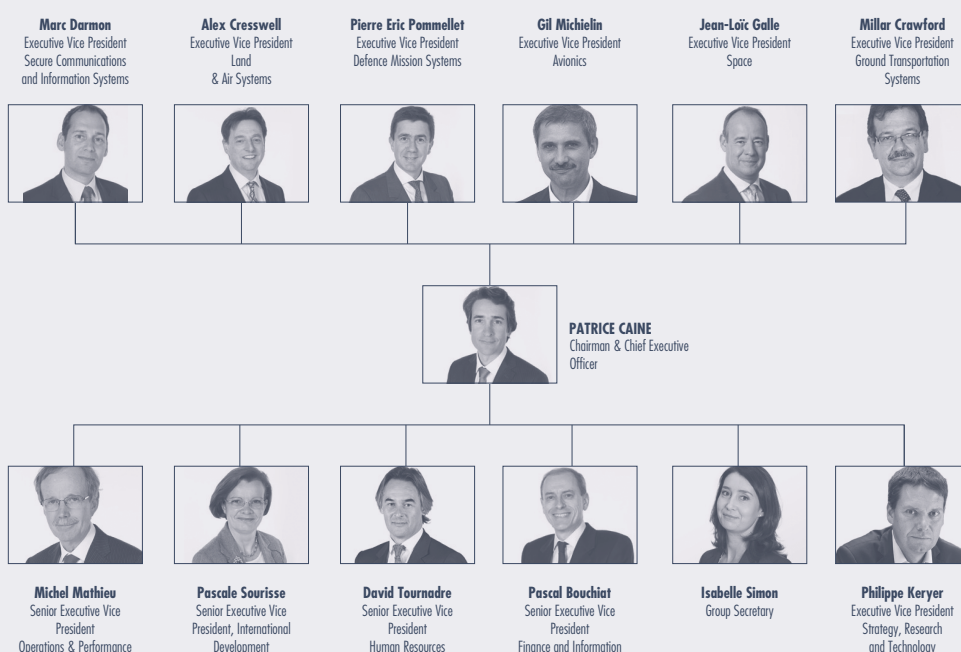 Marc Darmon
Executive Vice President
Secure Communications
and Information Systems
Alex Cresswell
Executive Vice President
Land
& Air Systems
Pierre Eric Pommellet
Executive Vice President
Defence Mission Systems
Gil Michielin
Executive Vice President
Avionics
Jean-Loïc Galle
Executive Vice President
Space
Millar Crawford
Executive Vice President
Ground Transportation
Systems
PATRICE CAINE
Chairman & Chief Executive
Officer
Michel Mathieu
Senior Executive Vice
President
Operations & Performance
Pascale Sourisse
Senior Executive Vice
President, International
Development
David Tournadre
Senior Executive Vice
President
Human Resources
Pascal Bouchiat
Senior Executive Vice
President
Finance and Information
Isabelle Simon
Group Secretary
Philippe Keryer
Executive Vice President
Strategy, Research
and Technology